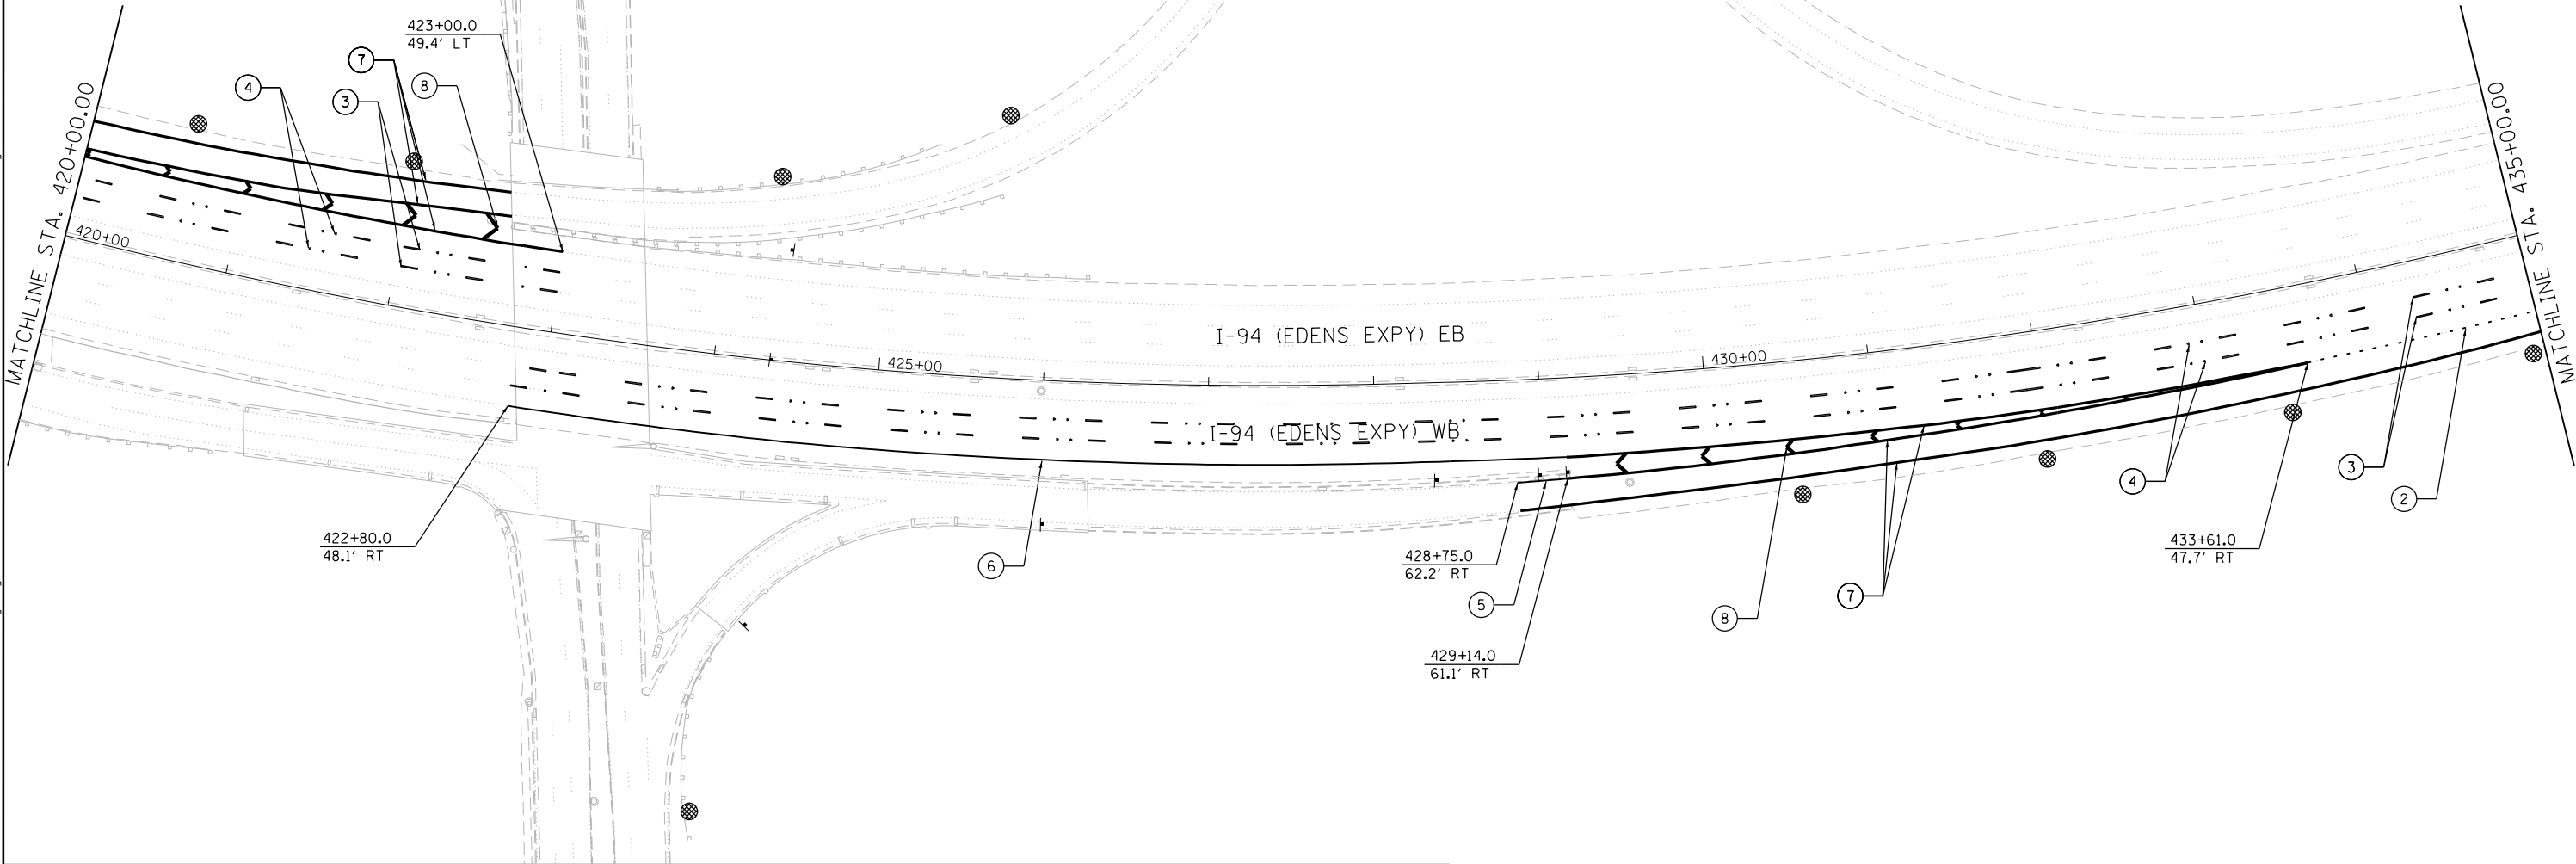 423+00.0
49.4' LT
7
4
3
8
MATCHLINE STA. 420+00.00
420+00
MATCHLINE STA. 435+00.00
I-94 (EDENS EXPY) EB
425+00
430+00
I-94 (EDENS EXPY) WB
422+80.0
48.1' RT
6
428+75.0
62.2' RT
5
429+14.0
61.1' RT
8
7
4
433+61.0
47.7' RT
3
2